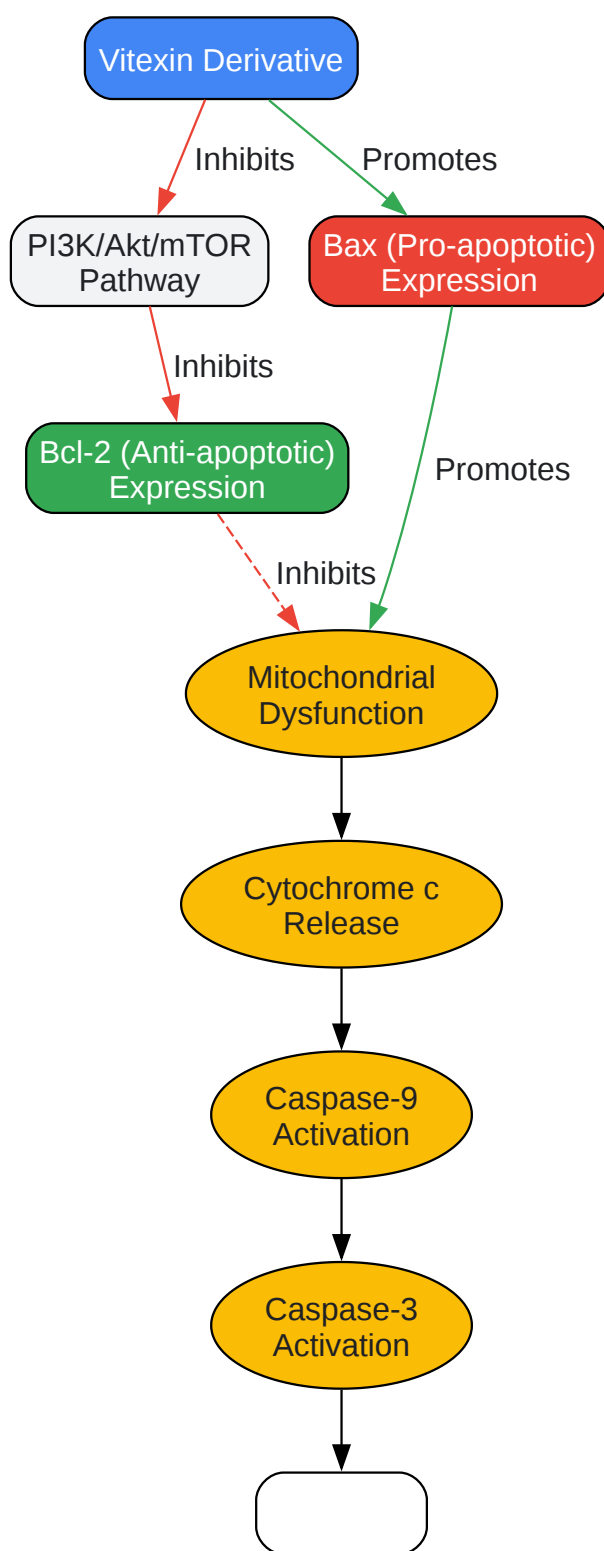 Vitexin Derivative
Inhibits
Promotes
PI3K/Akt/mTOR
Pathway
Bax (Pro-apoptotic)
Expression
Inhibits
Bcl-2 (Anti-apoptotic)
Expression
Promotes
Inhibits
Mitochondrial
Dysfunction
Cytochrome c
Release
Caspase-9
Activation
Caspase-3
Activation